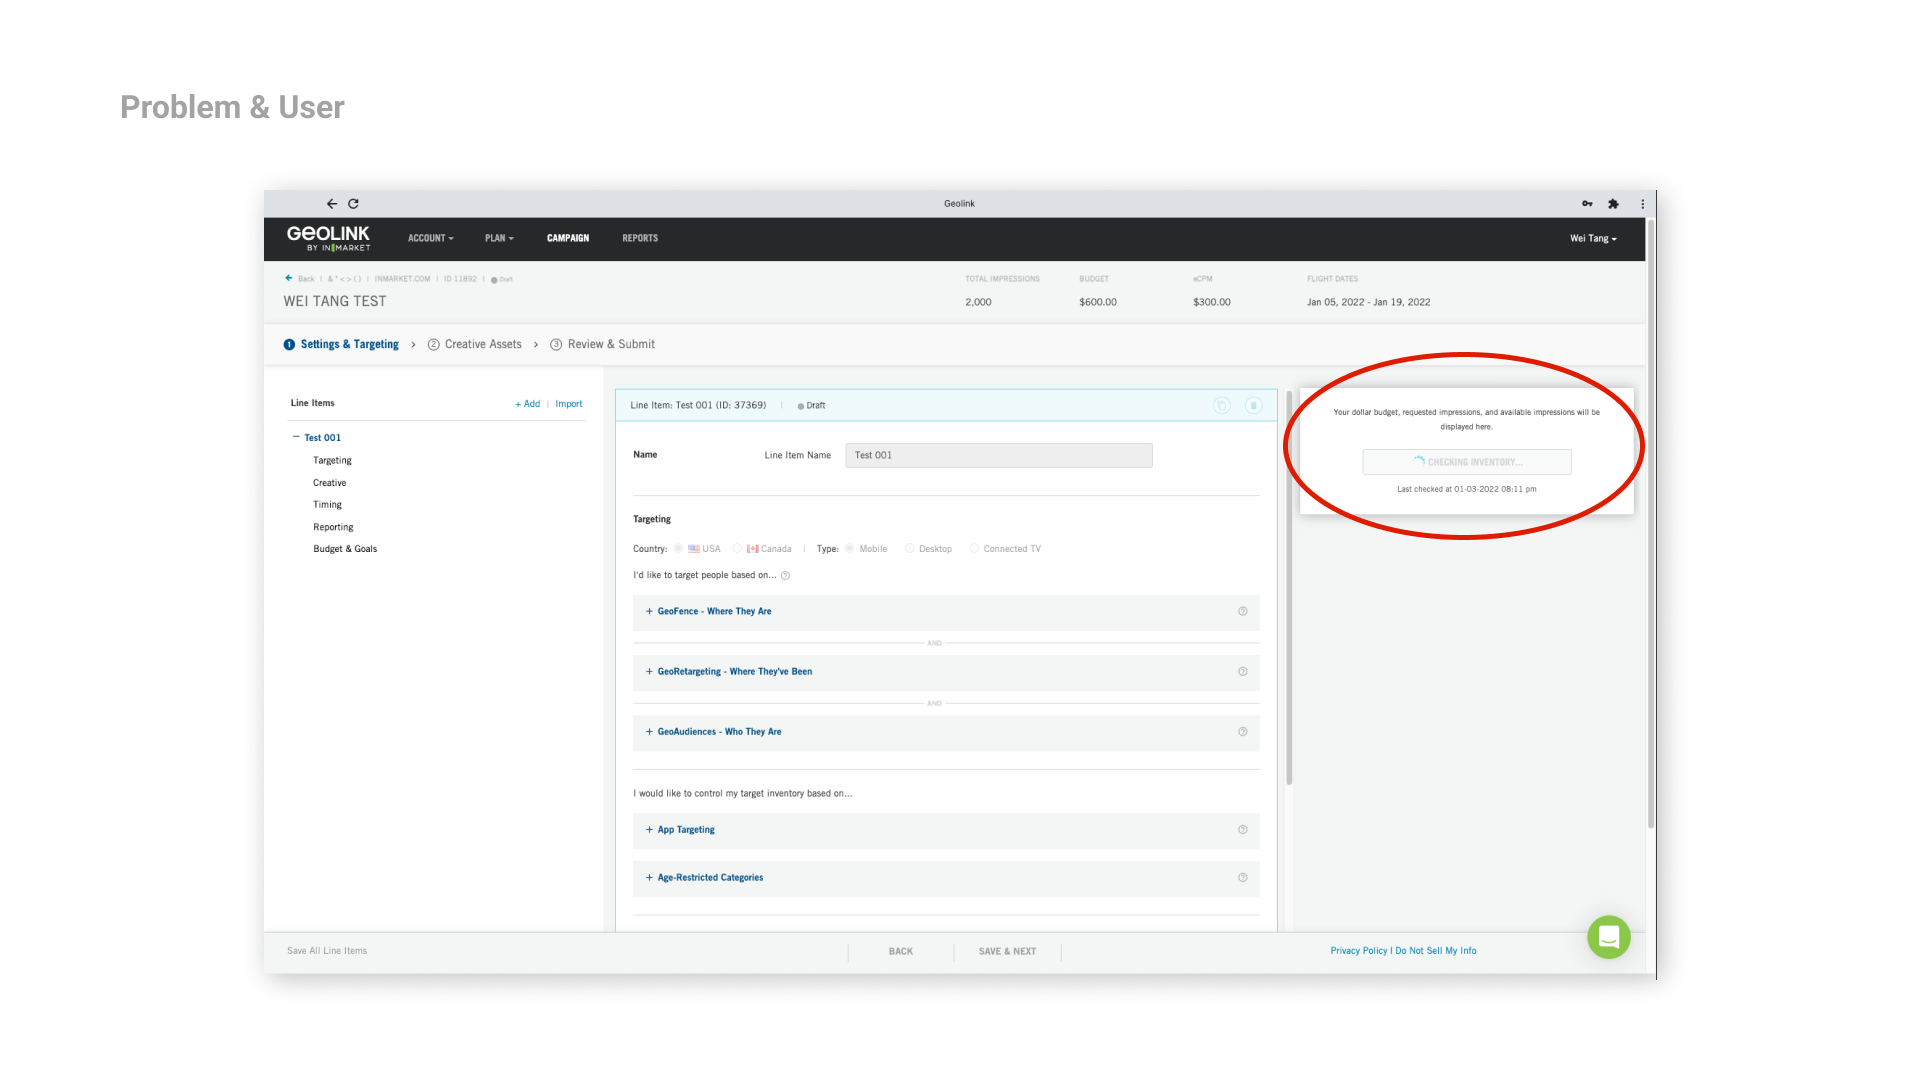 Problem & User
Geolink
GEOLINK
BY INMARKET
ACCOUNT
PLAN
CAMPAIGN
REPORTS
Wei Tang
Back | & * < > ( ) | INMARKET.COM | ID 11892 | Draft
WEI TANG TEST
TOTAL IMPRESSIONS
2,000
BUDGET
$600.00
eCPM
$300.00
FLIGHT DATES
Jan 05, 2022 - Jan 19, 2022
1 Settings & Targeting > 2 Creative Assets > 3 Review & Submit
Line Items
+ Add | Import
− Test 001
Targeting
Creative
Timing
Reporting
Budget & Goals
Line Item: Test 001 (ID: 37369) | Draft
Name
Line Item Name
Test 001
Targeting
Country: USA Canada | Type: Mobile Desktop Connected TV
I'd like to target people based on... ?
+ GeoFence - Where They Are ?
AND
+ GeoRetargeting - Where They've Been ?
AND
+ GeoAudiences - Who They Are ?
I would like to control my target inventory based on...
+ App Targeting ?
+ Age-Restricted Categories ?
Your dollar budget, requested impressions, and available impressions will be
displayed here.
CHECKING INVENTORY...
Last checked at 01-03-2022 08:11 pm
Save All Line Items
BACK
SAVE & NEXT
Privacy Policy | Do Not Sell My Info